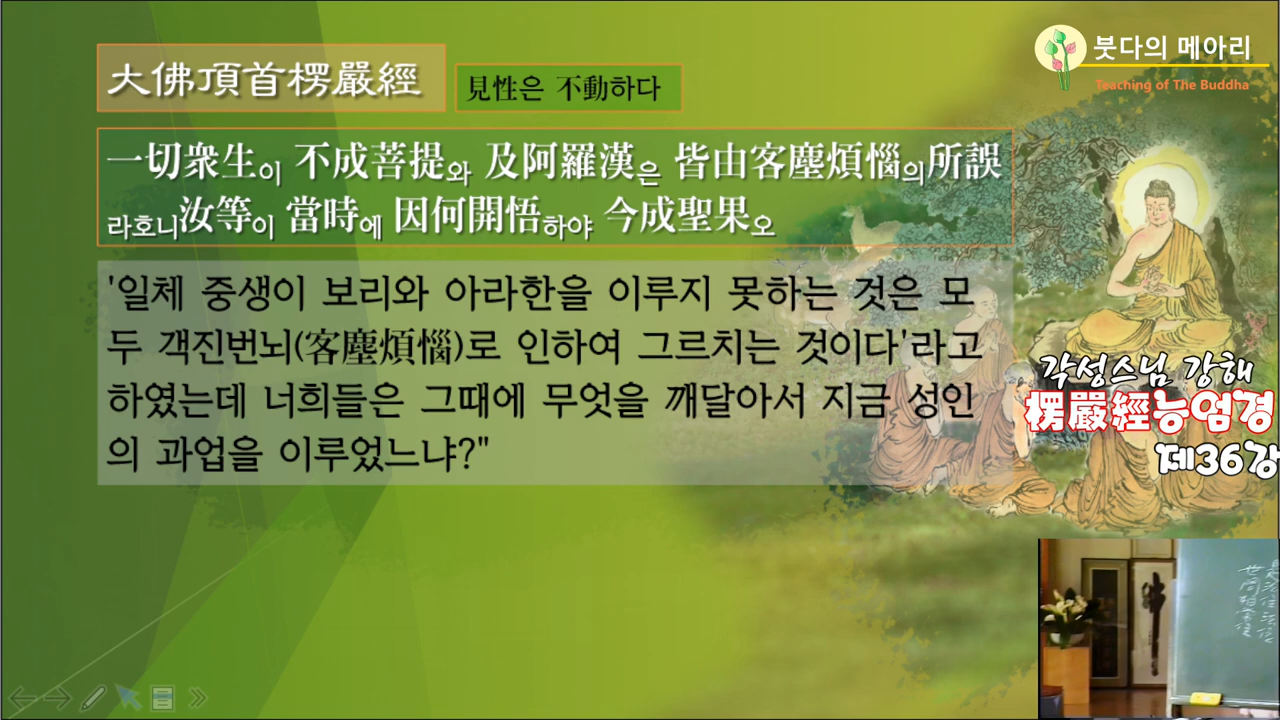 大佛頂首楞嚴經
見性은 不動하다
붓다의 메아리
Teaching of The Buddha
一切衆生이 不成菩提와 及阿羅漢은 皆由客塵煩惱의所誤
라호니汝等이 當時에 因何開悟하야 今成聖果오
'일체 중생이 보리와 아라한을 이루지 못하는 것은 모
두 객진번뇌(客塵煩惱)로 인하여 그르치는 것이다'라고
하였는데 너희들은 그때에 무엇을 깨달아서 지금 성인
의 과업을 이루었느냐?"
각성스님 강해
楞嚴經능엄경
제36강